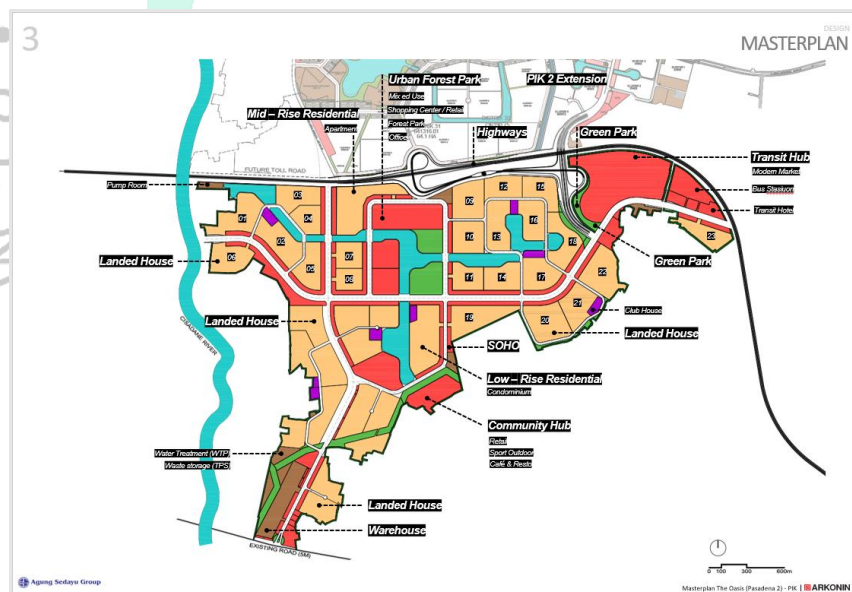 3
DESIGN
MASTERPLAN
Urban Forest Park
Mix ed Use
Shopping Center / Retail
Forest Park
Office
PIK 2 Extension
Mid – Rise Residential
Apartment
Highways
Green Park
Transit Hub
Modern Market
Bus Stasiuon
Transit Hotel
FUTURE TOLL ROAD
Pump Room
03
12
15
01
04
09
16
02
10
13
18
23
06
05
07
08
11
14
17
22
Landed House
Green Park
21
Club House
Landed House
19
20
Landed House
SOHO
CISADANE RIVER
Low – Rise Residential
Condominium
Community Hub
Retail
Sport Outdoor
Café & Resto
Water Treatment (WTP)
Waste storage (TPS)
Landed House
Warehouse
EXISTING ROAD (5M)
0 100 300 600m
Agung Sedayu Group
Masterplan The Oasis (Pasadena 2) - PIK | ARKONIN